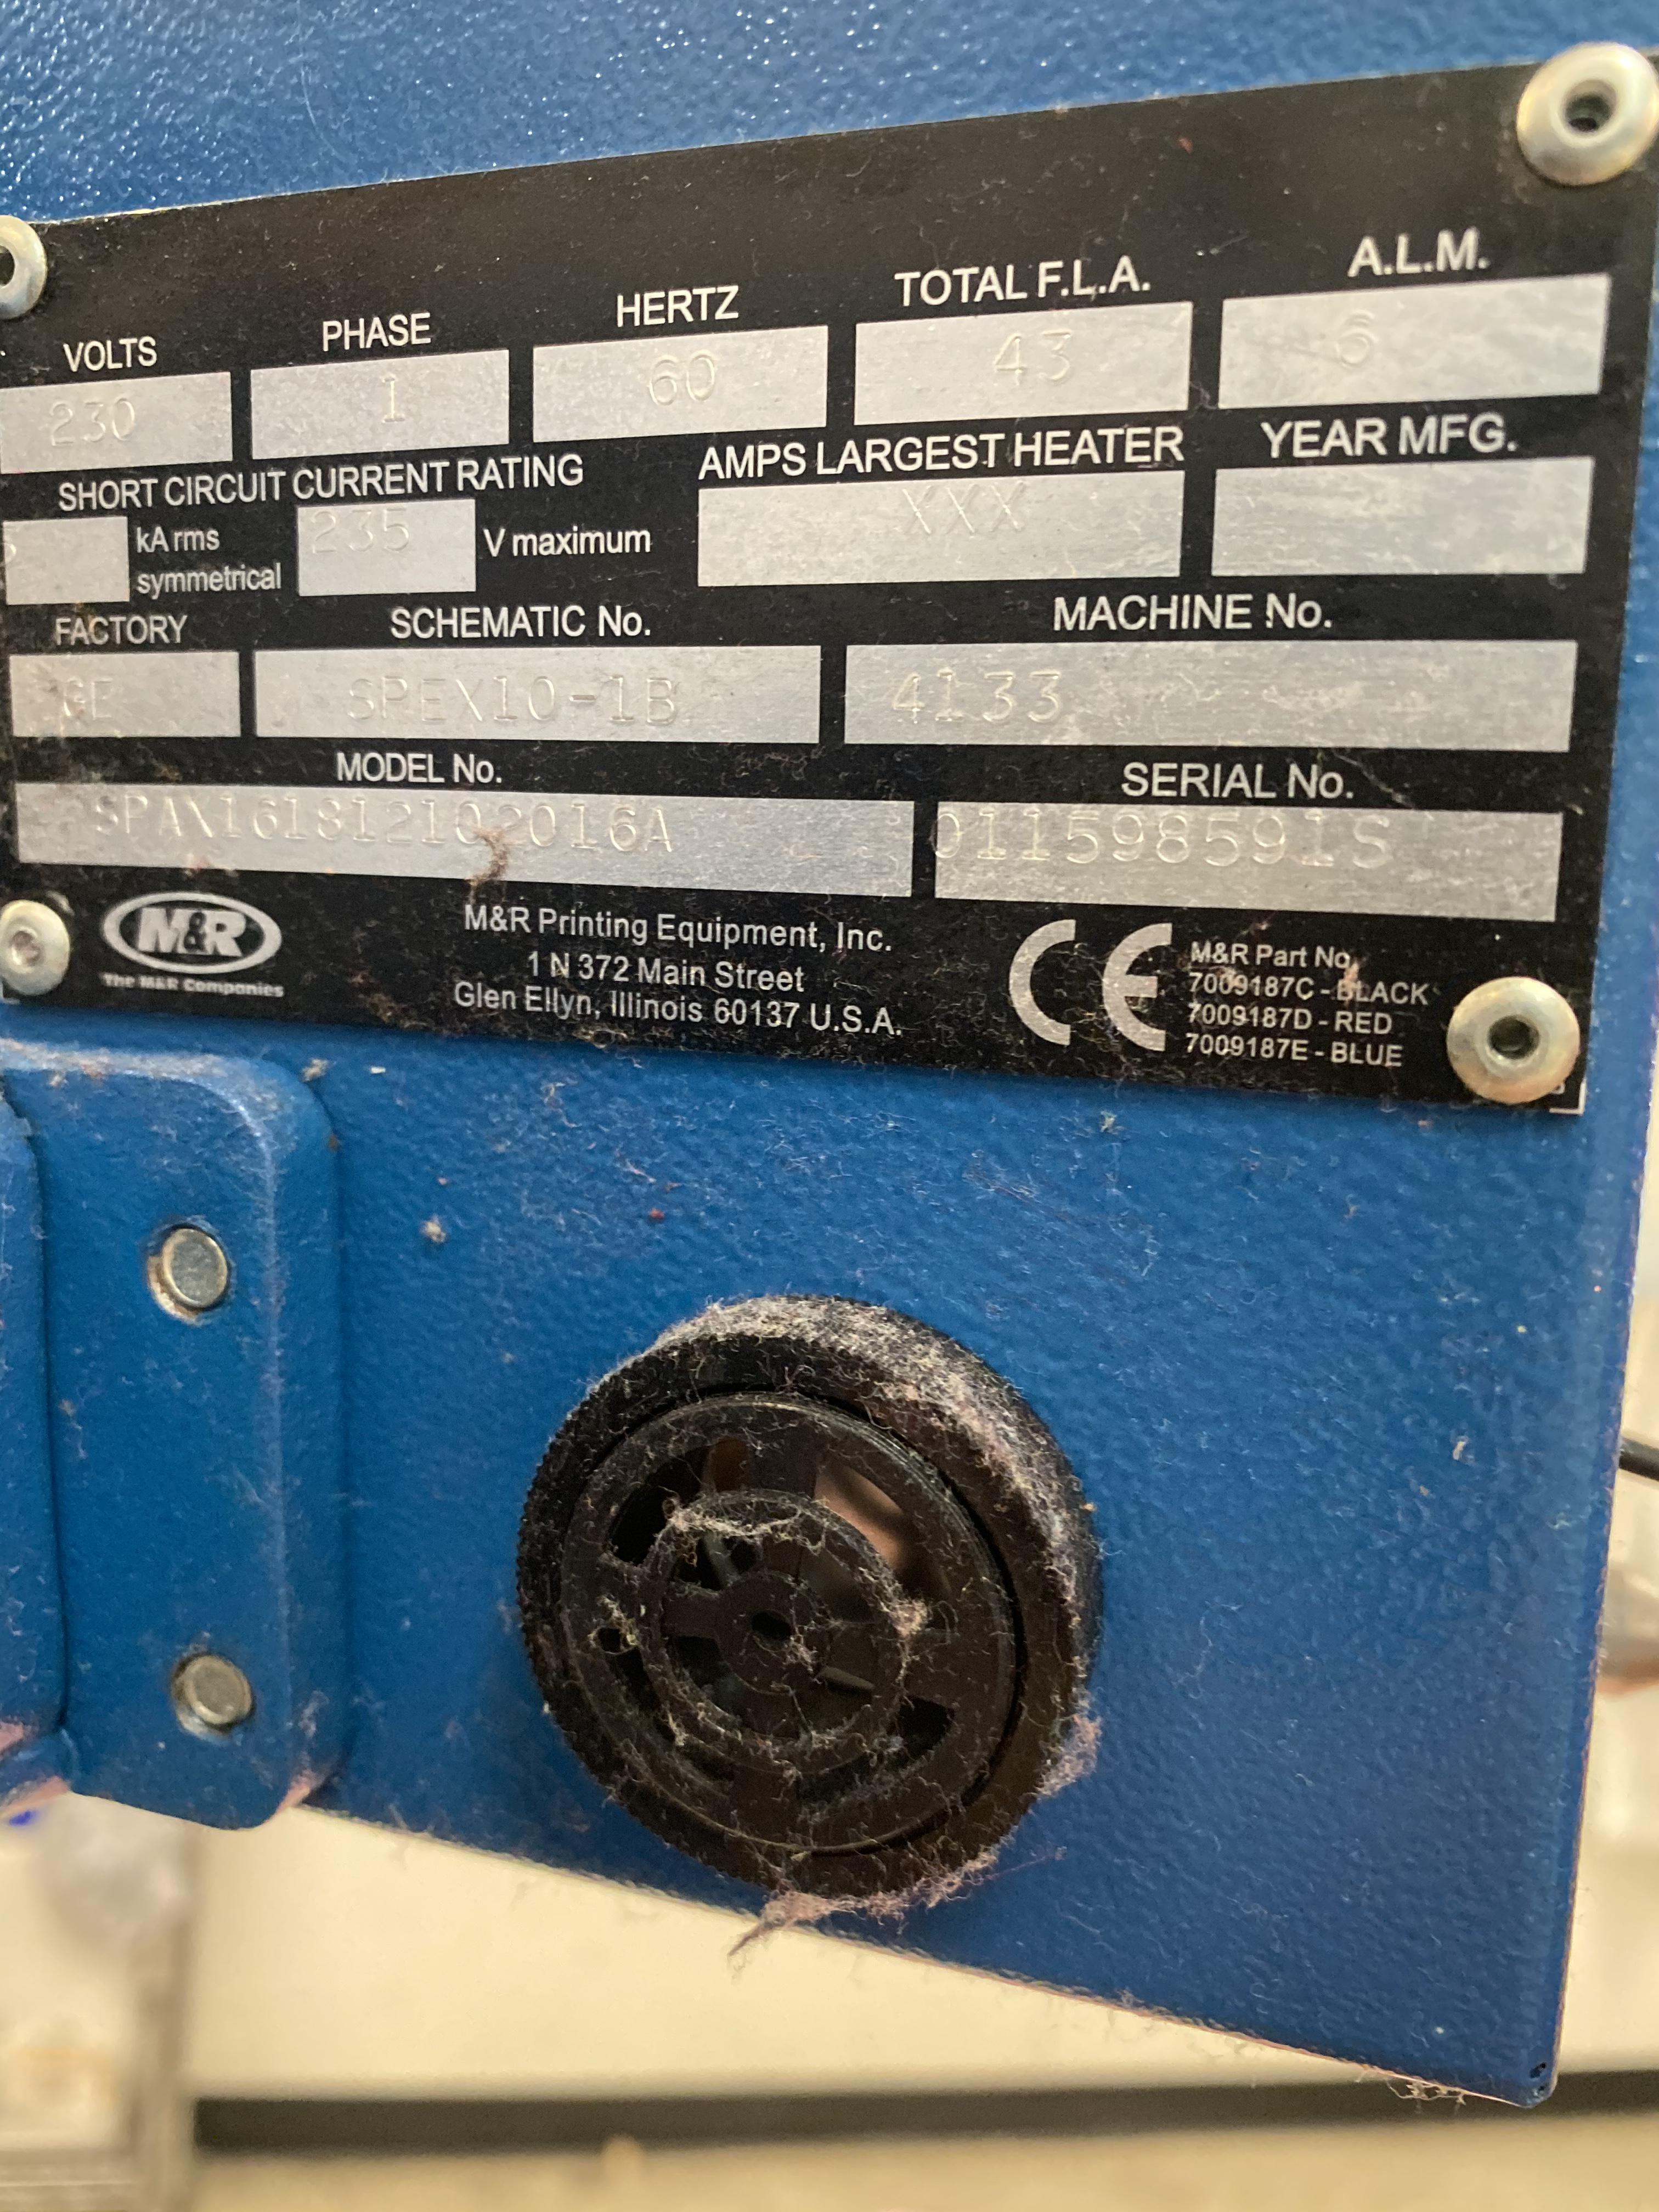 VOLTS PHASE HERTZ TOTAL F.L.A. A.L.M.
230 1 60 43 6
SHORT CIRCUIT CURRENT RATING AMPS LARGEST HEATER YEAR MFG.
kA rms symmetrical 235 V maximum XXX
FACTORY SCHEMATIC No. MACHINE No.
GE SPEX10-1B 4133
MODEL No. SERIAL No.
SPAX161812102016A 011598591S
M&R
The M&R Companies
M&R Printing Equipment, Inc.
1 N 372 Main Street
Glen Ellyn, Illinois 60137 U.S.A.
CE
M&R Part No.
7009187C - BLACK
7009187D - RED
7009187E - BLUE